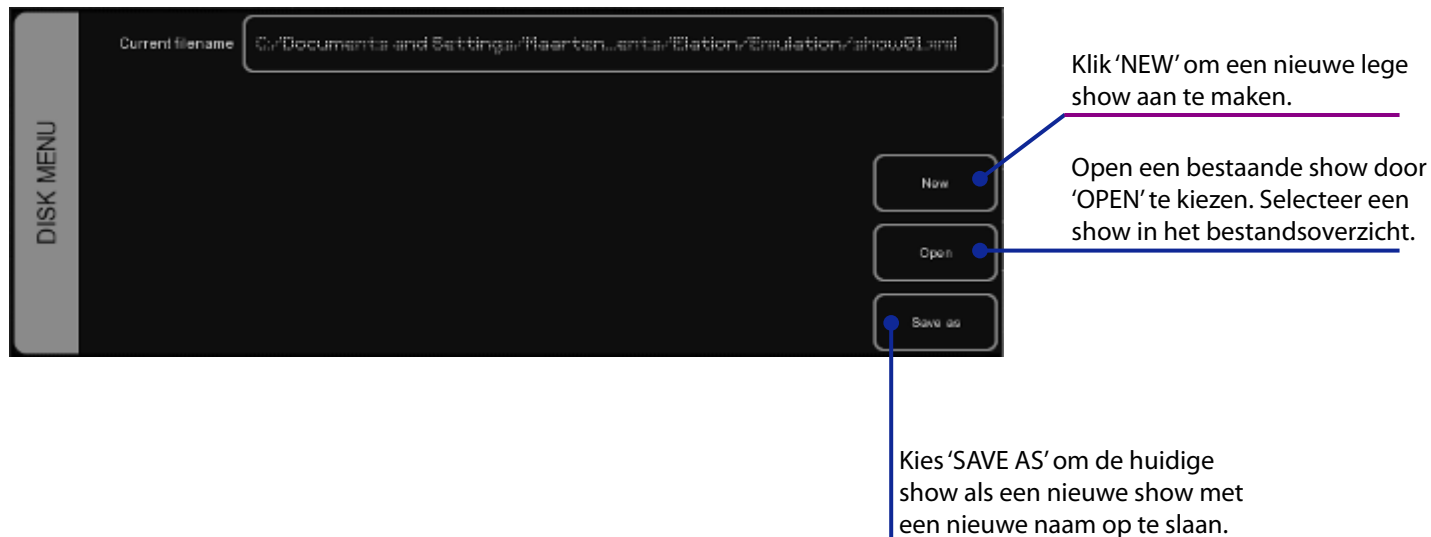 Current filename
C:/Documents and Settings/Maarten...ents/Elation/Emulation/show01.xml
DISK MENU
New
Open
Save as
Klik ‘NEW’ om een nieuwe lege
show aan te maken.
Open een bestaande show door
‘OPEN’ te kiezen. Selecteer een
show in het bestandsoverzicht.
Kies ‘SAVE AS’ om de huidige
show als een nieuwe show met
een nieuwe naam op te slaan.